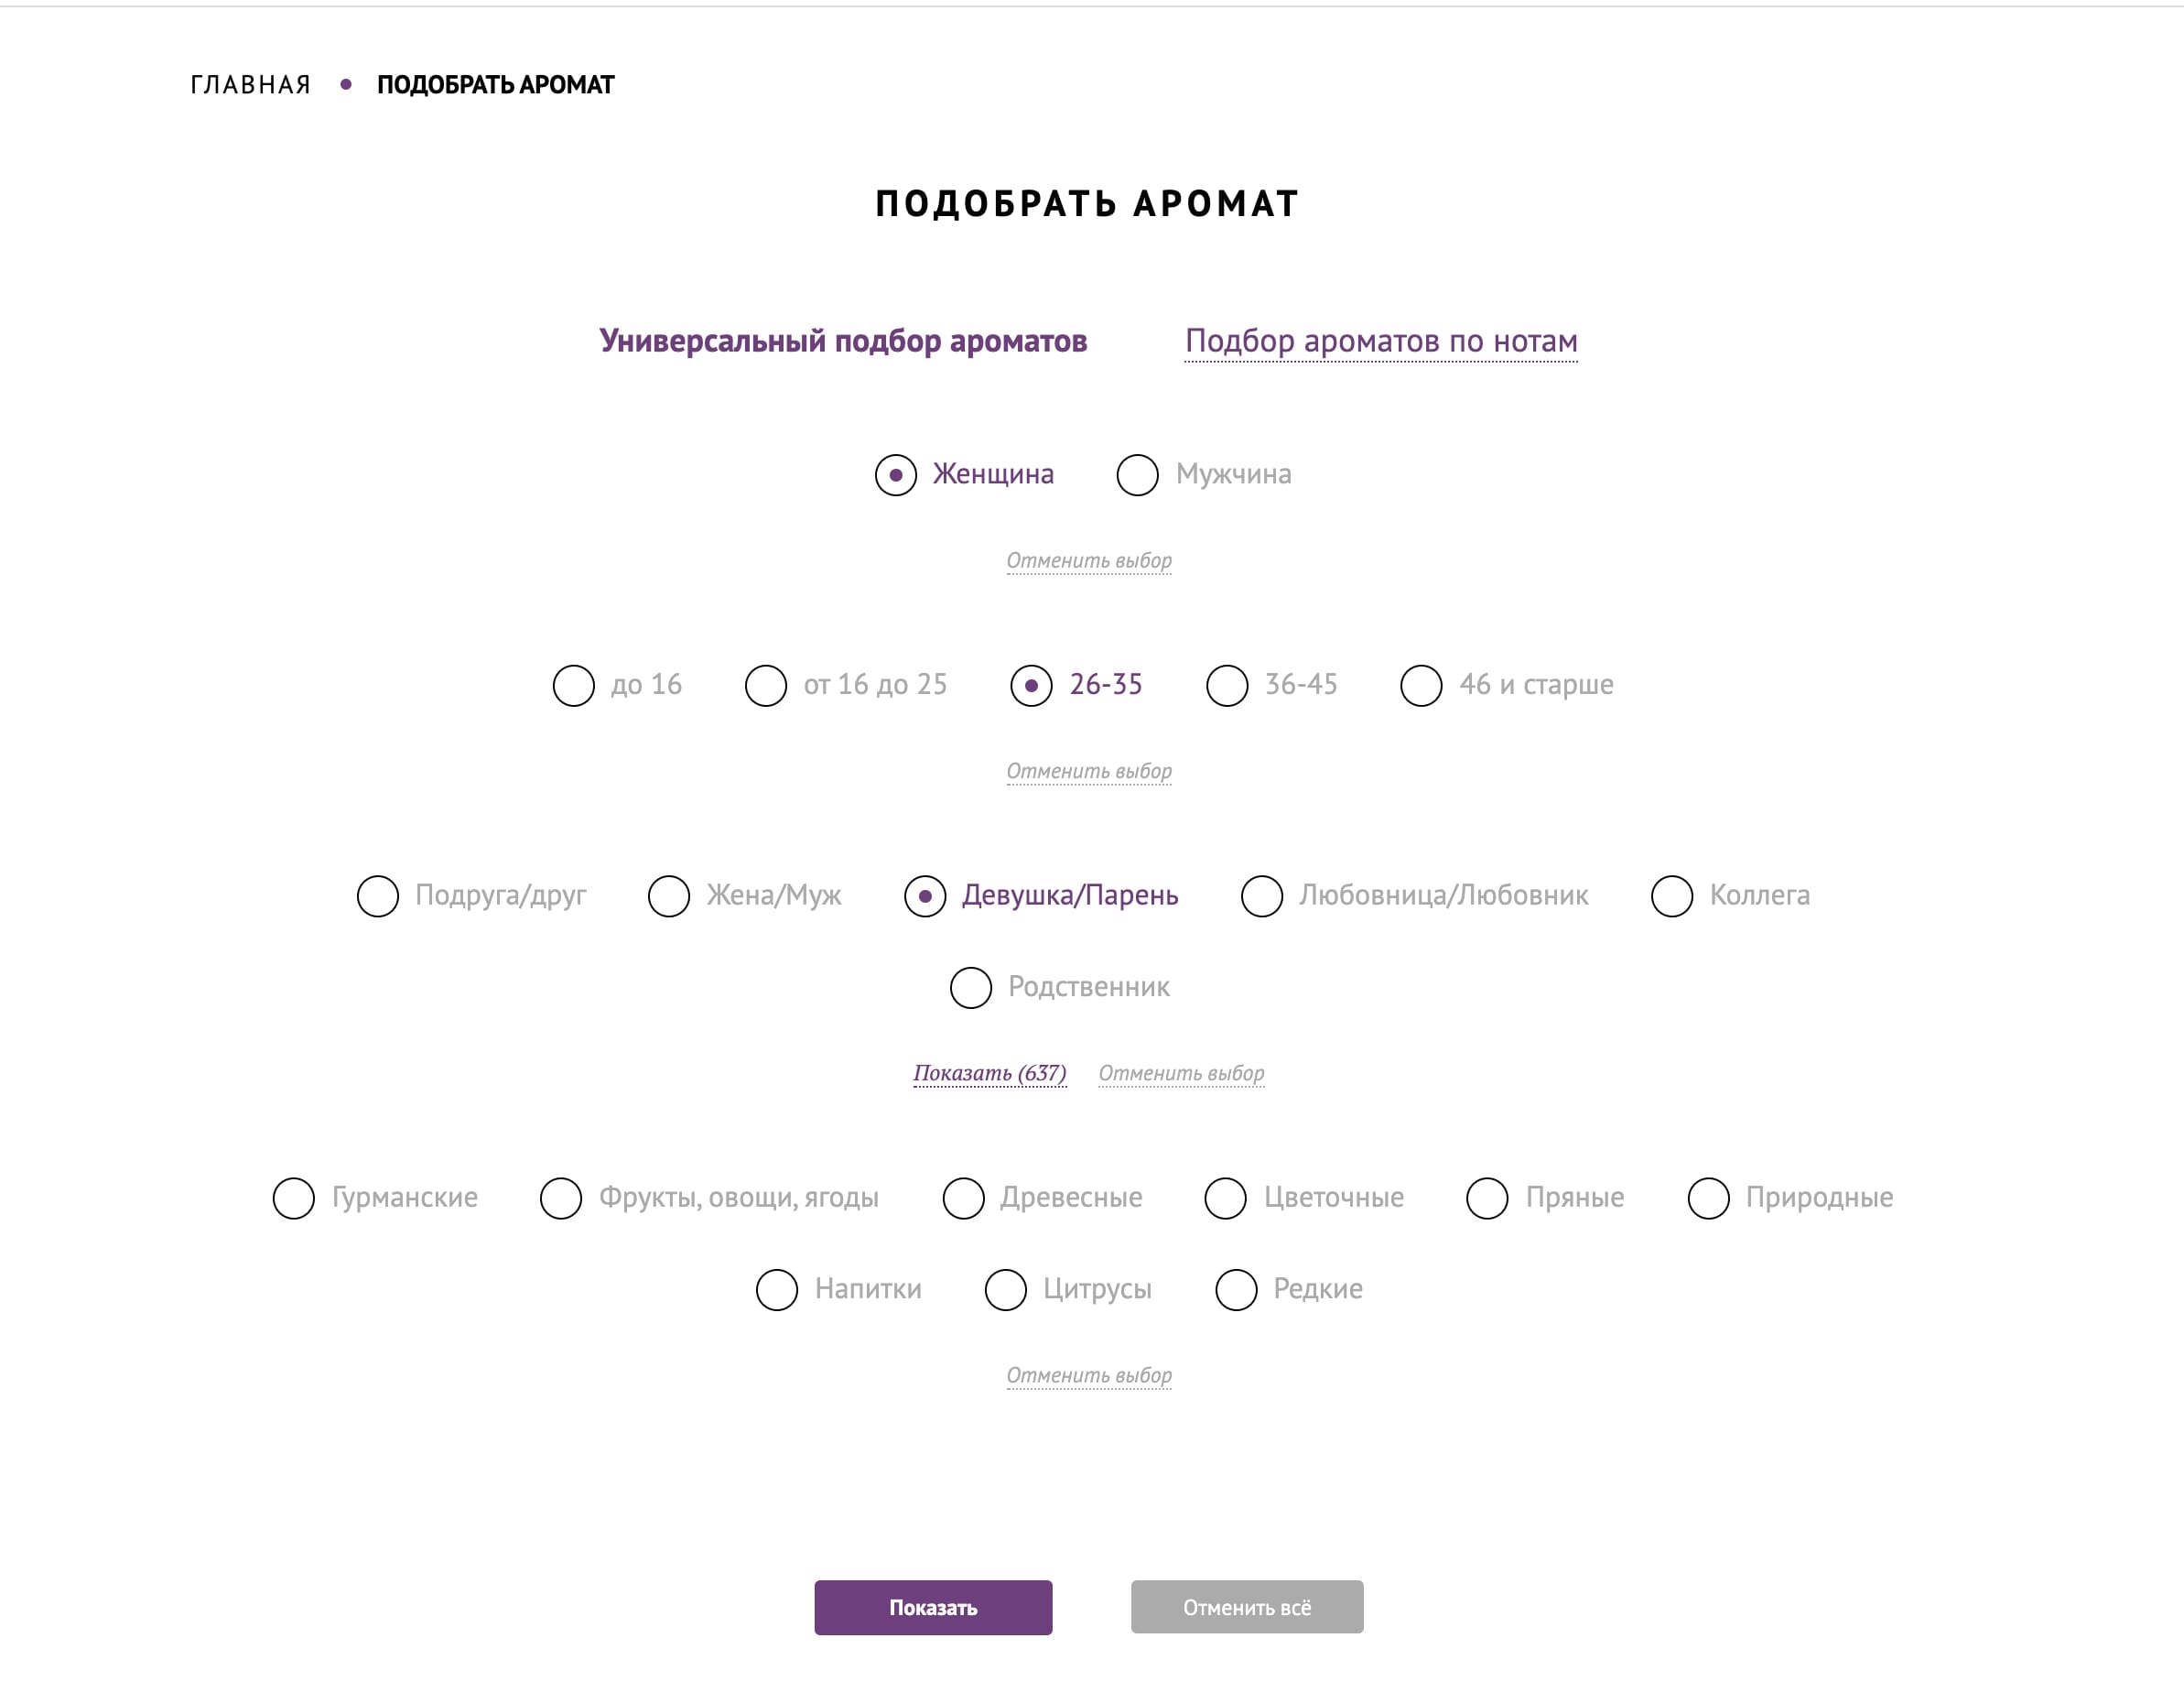 ГЛАВНАЯ • ПОДОБРАТЬ АРОМАТ
ПОДОБРАТЬ АРОМАТ
Универсальный подбор ароматов Подбор ароматов по нотам
Женщина Мужчина
Отменить выбор
до 16 от 16 до 25 26-35 36-45 46 и старше
Отменить выбор
Подруга/друг Жена/Муж Девушка/Парень Любовница/Любовник Коллега
Родственник
Показать (637) Отменить выбор
Гурманские Фрукты, овощи, ягоды Древесные Цветочные Пряные Природные
Напитки Цитрусы Редкие
Отменить выбор
Показать Отменить всё